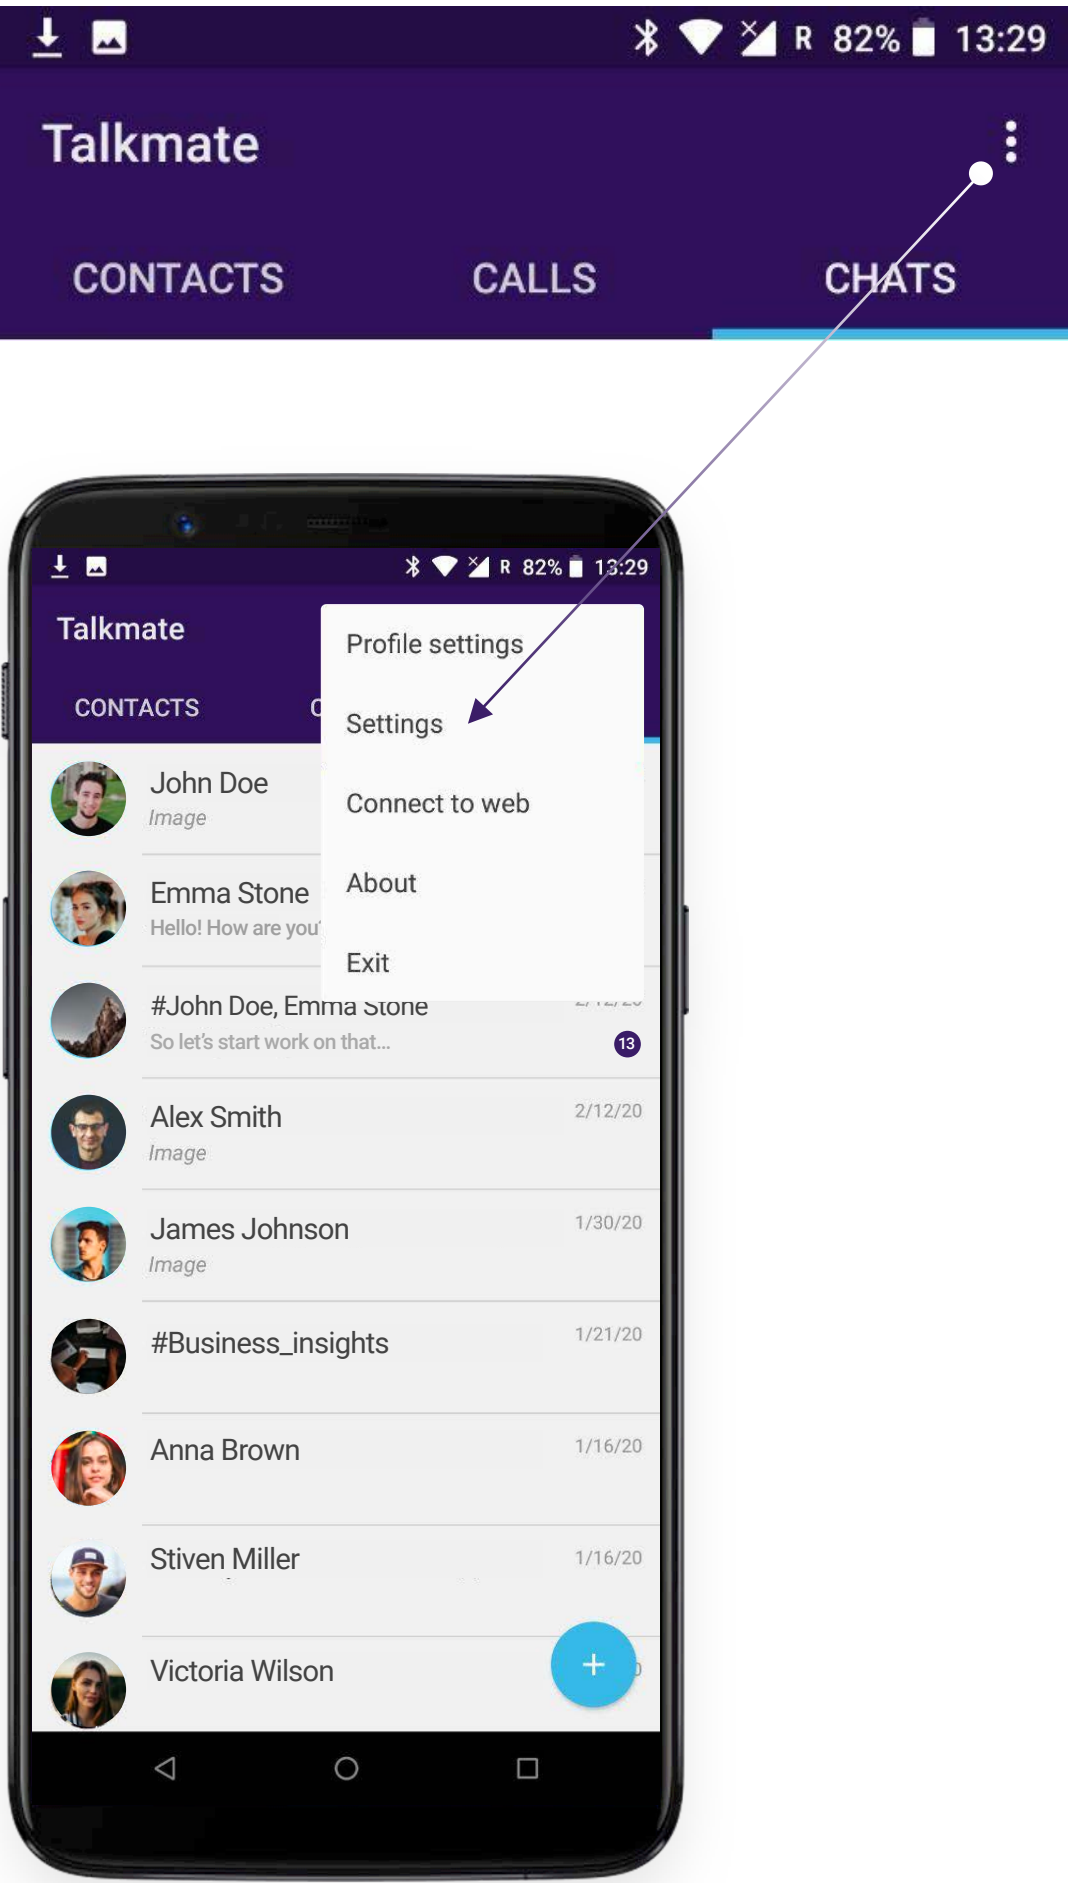 R 82% 13:29
Talkmate
CONTACTS CALLS CHATS
R 82% 13:29
Talkmate
CONTACTS
Profile settings
Settings
Connect to web
About
Exit
John Doe
Image
Emma Stone
Hello! How are you?
#John Doe, Emma Stone 2/12/20
So let's start work on that... 13
Alex Smith 2/12/20
Image
James Johnson 1/30/20
Image
#Business_insights 1/21/20
Anna Brown 1/16/20
Stiven Miller 1/16/20
Victoria Wilson